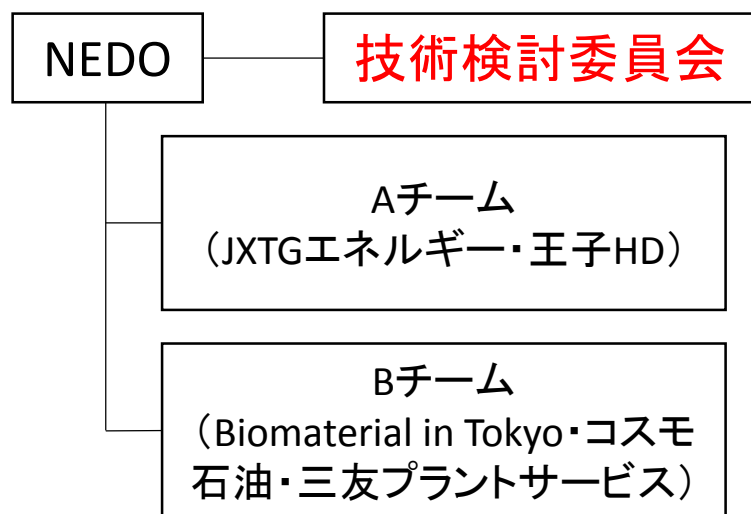 NEDO
技術検討委員会
Aチーム
（JXTGエネルギー・王子HD）
Bチーム
（Biomaterial in Tokyo・コスモ
石油・三友プラントサービス）